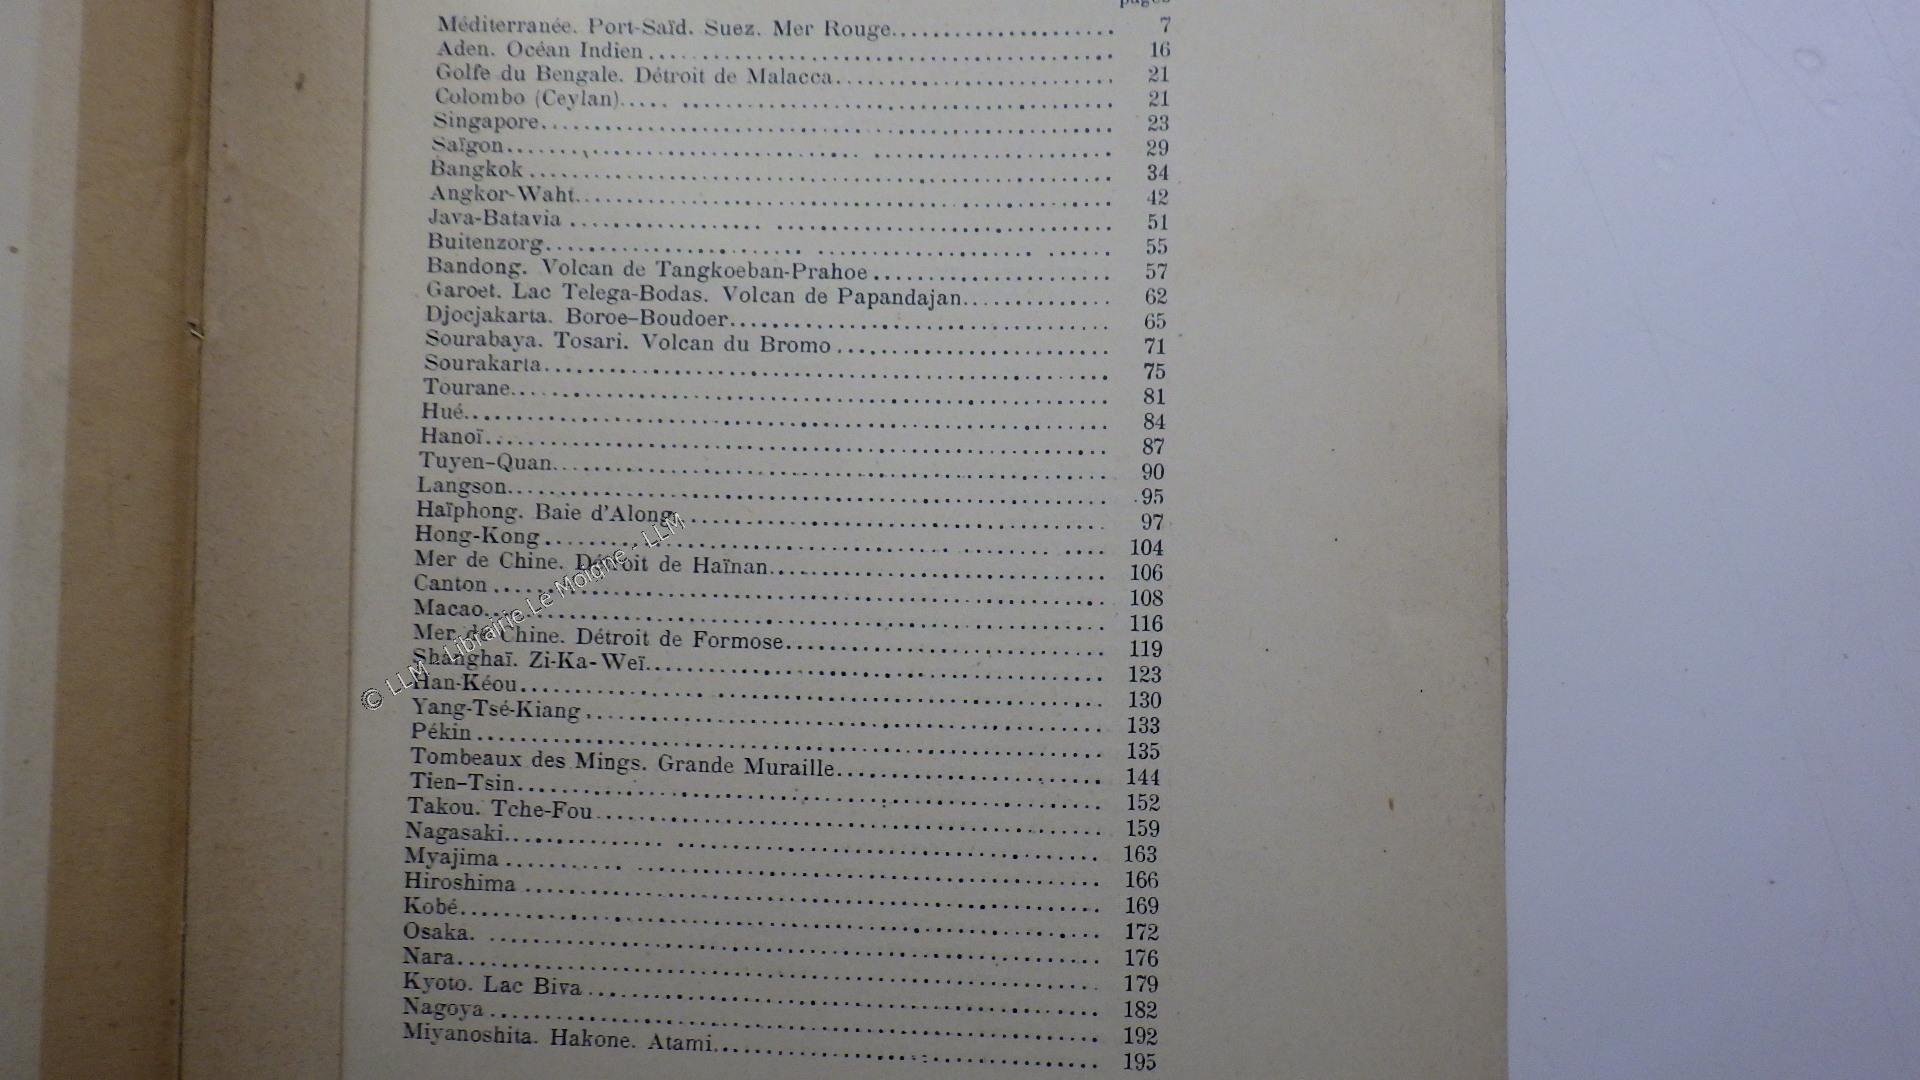 pages
Méditerranée. Port-Saïd. Suez. Mer Rouge..................... 7
Aden. Océan Indien..................... 16
Golfe du Bengale. Détroit de Malacca..................... 21
Colombo (Ceylan)..................... 21
Singapore..................... 23
Saïgon..................... 29
Bangkok..................... 34
Angkor-Waht..................... 42
Java-Batavia..................... 51
Buitenzorg..................... 55
Bandong. Volcan de Tangkoeban-Prahoe..................... 57
Garoet. Lac Telega-Bodas. Volcan de Papandajan..................... 62
Djocjakarta. Boroe-Boudoer..................... 65
Sourabaya. Tosari. Volcan du Bromo..................... 71
Sourakarta..................... 75
Tourane..................... 81
Hué..................... 84
Hanoï..................... 87
Tuyen-Quan..................... 90
Langson..................... 95
Haïphong. Baie d'Along..................... 97
Hong-Kong..................... 104
Mer de Chine. Détroit de Haïnan..................... 106
Canton..................... 108
Macao..................... 116
Mer de Chine. Détroit de Formose..................... 119
Shanghaï. Zi-Ka-Weï..................... 123
Han-Kéou..................... 130
Yang-Tsé-Kiang..................... 133
Pékin..................... 135
Tombeaux des Mings. Grande Muraille..................... 144
Tien-Tsin..................... 152
Takou. Tche-Fou..................... 159
Nagasaki..................... 163
Myajima..................... 166
Hiroshima..................... 169
Kobé..................... 172
Osaka...................... 176
Nara..................... 179
Kyoto. Lac Biva..................... 182
Nagoya..................... 192
Miyanoshita. Hakone. Atami..................... 195
© LLM - Librairie Le Moigne - LLM